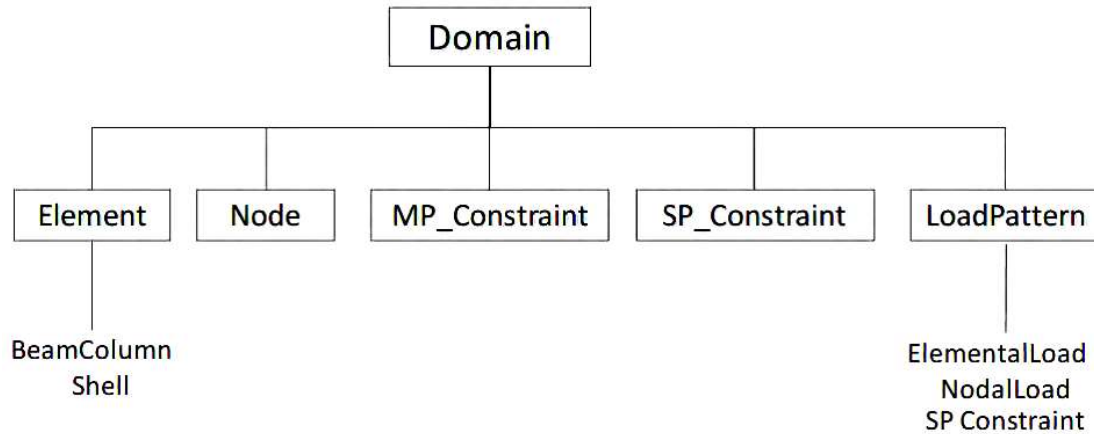 Domain
Element
Node
MP_Constraint
SP_Constraint
LoadPattern
BeamColumn
Shell
ElementalLoad
NodalLoad
SP Constraint